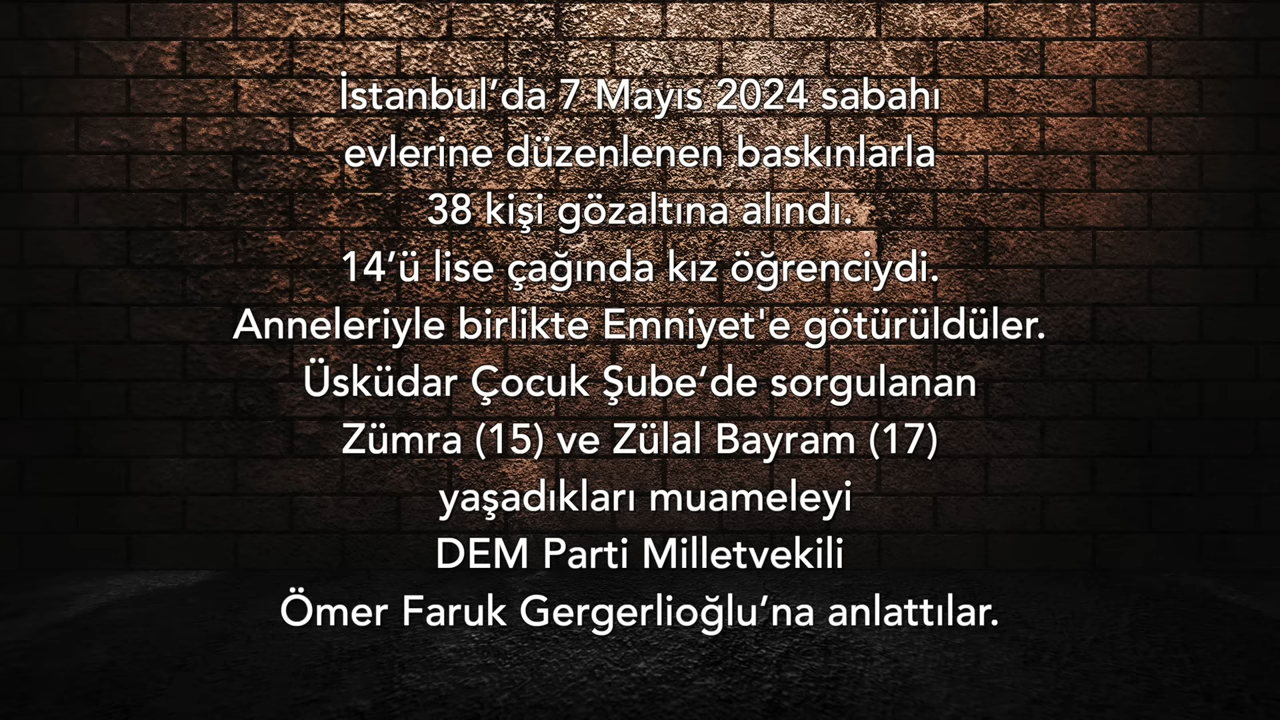 İstanbul’da 7 Mayıs 2024 sabahı
evlerine düzenlenen baskınlarla
38 kişi gözaltına alındı.
14’ü lise çağında kız öğrenciydi.
Anneleriyle birlikte Emniyet'e götürüldüler.
Üsküdar Çocuk Şube’de sorgulanan
Zümra (15) ve Zülal Bayram (17)
yaşadıkları muameleyi
DEM Parti Milletvekili
Ömer Faruk Gergerlioğlu’na anlattılar.